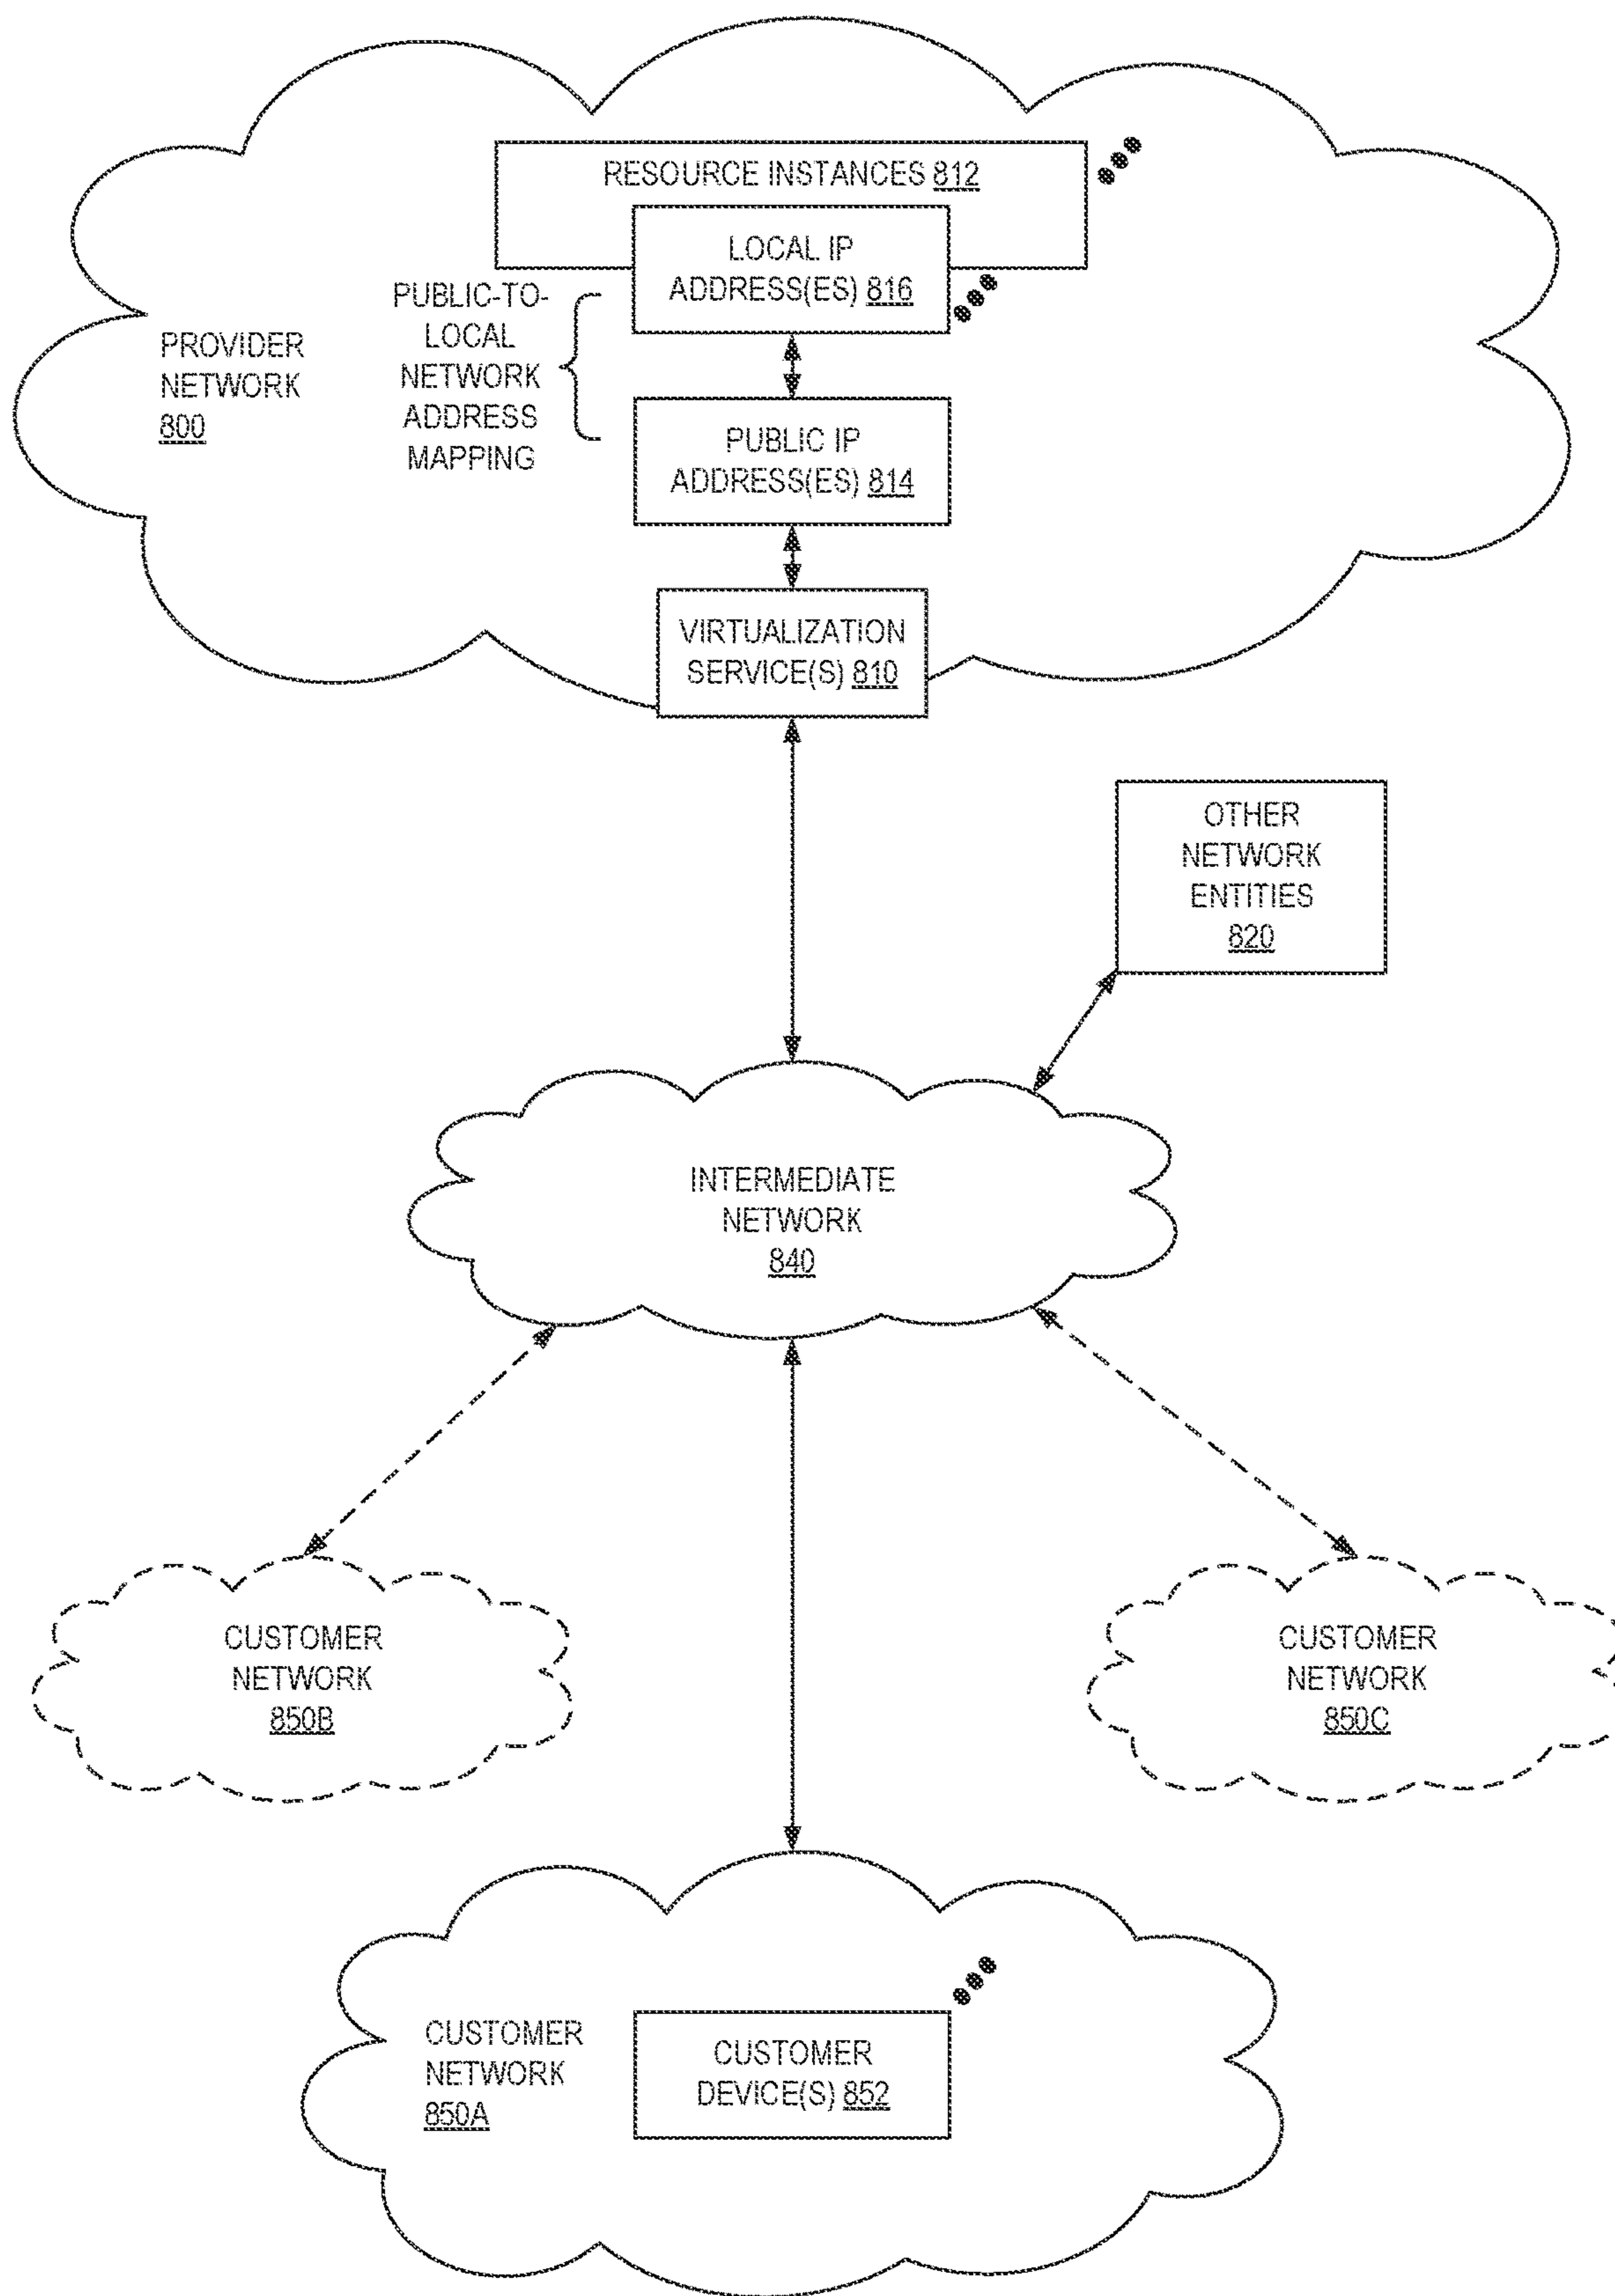 RESOURCE INSTANCES 812
LOCAL IP
ADDRESS(ES) 816
PUBLIC-TO-
LOCAL
NETWORK
ADDRESS
MAPPING
PROVIDER
NETWORK
800
PUBLIC IP
ADDRESS(ES) 814
VIRTUALIZATION
SERVICE(S) 810
OTHER
NETWORK
ENTITIES
820
INTERMEDIATE
NETWORK
840
CUSTOMER
NETWORK
850B
CUSTOMER
NETWORK
850C
CUSTOMER
NETWORK
850A
CUSTOMER
DEVICE(S) 852